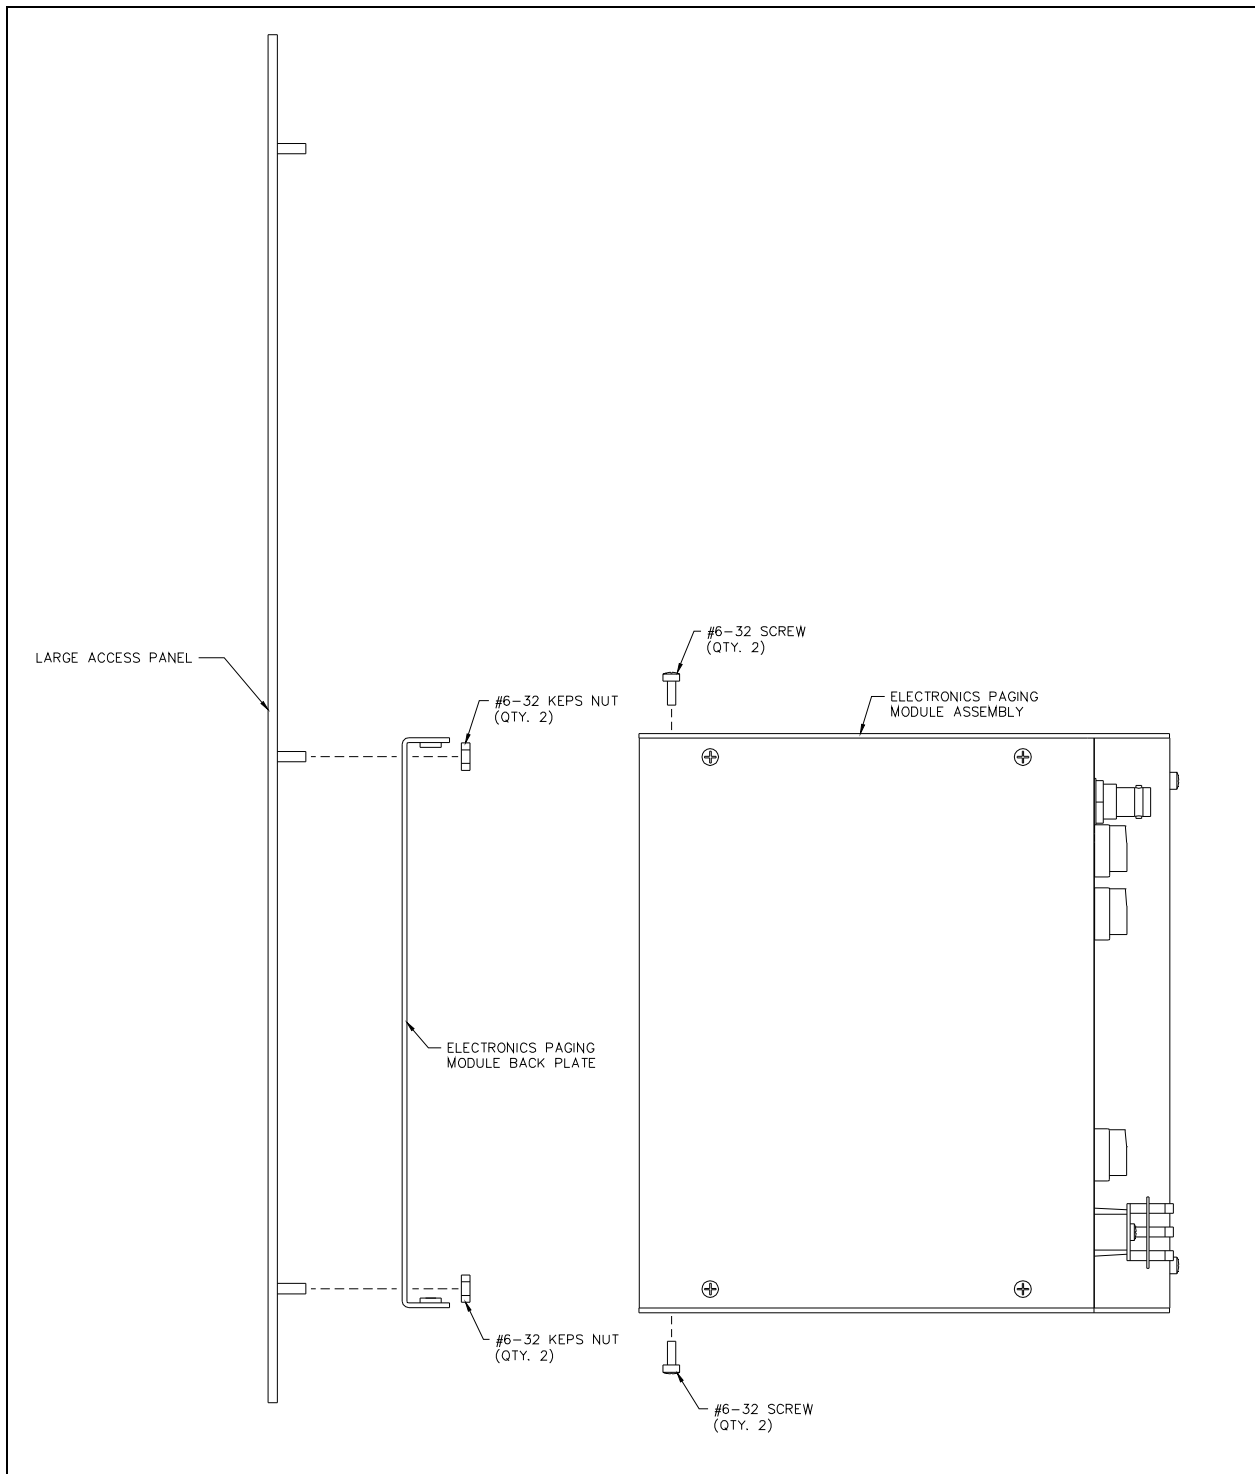 #6-32 SCREW
(QTY. 2)
LARGE ACCESS PANEL
#6-32 KEPS NUT
(QTY. 2)
ELECTRONICS PAGING
MODULE ASSEMBLY
ELECTRONICS PAGING
MODULE BACK PLATE
#6-32 KEPS NUT
(QTY. 2)
#6-32 SCREW
(QTY. 2)